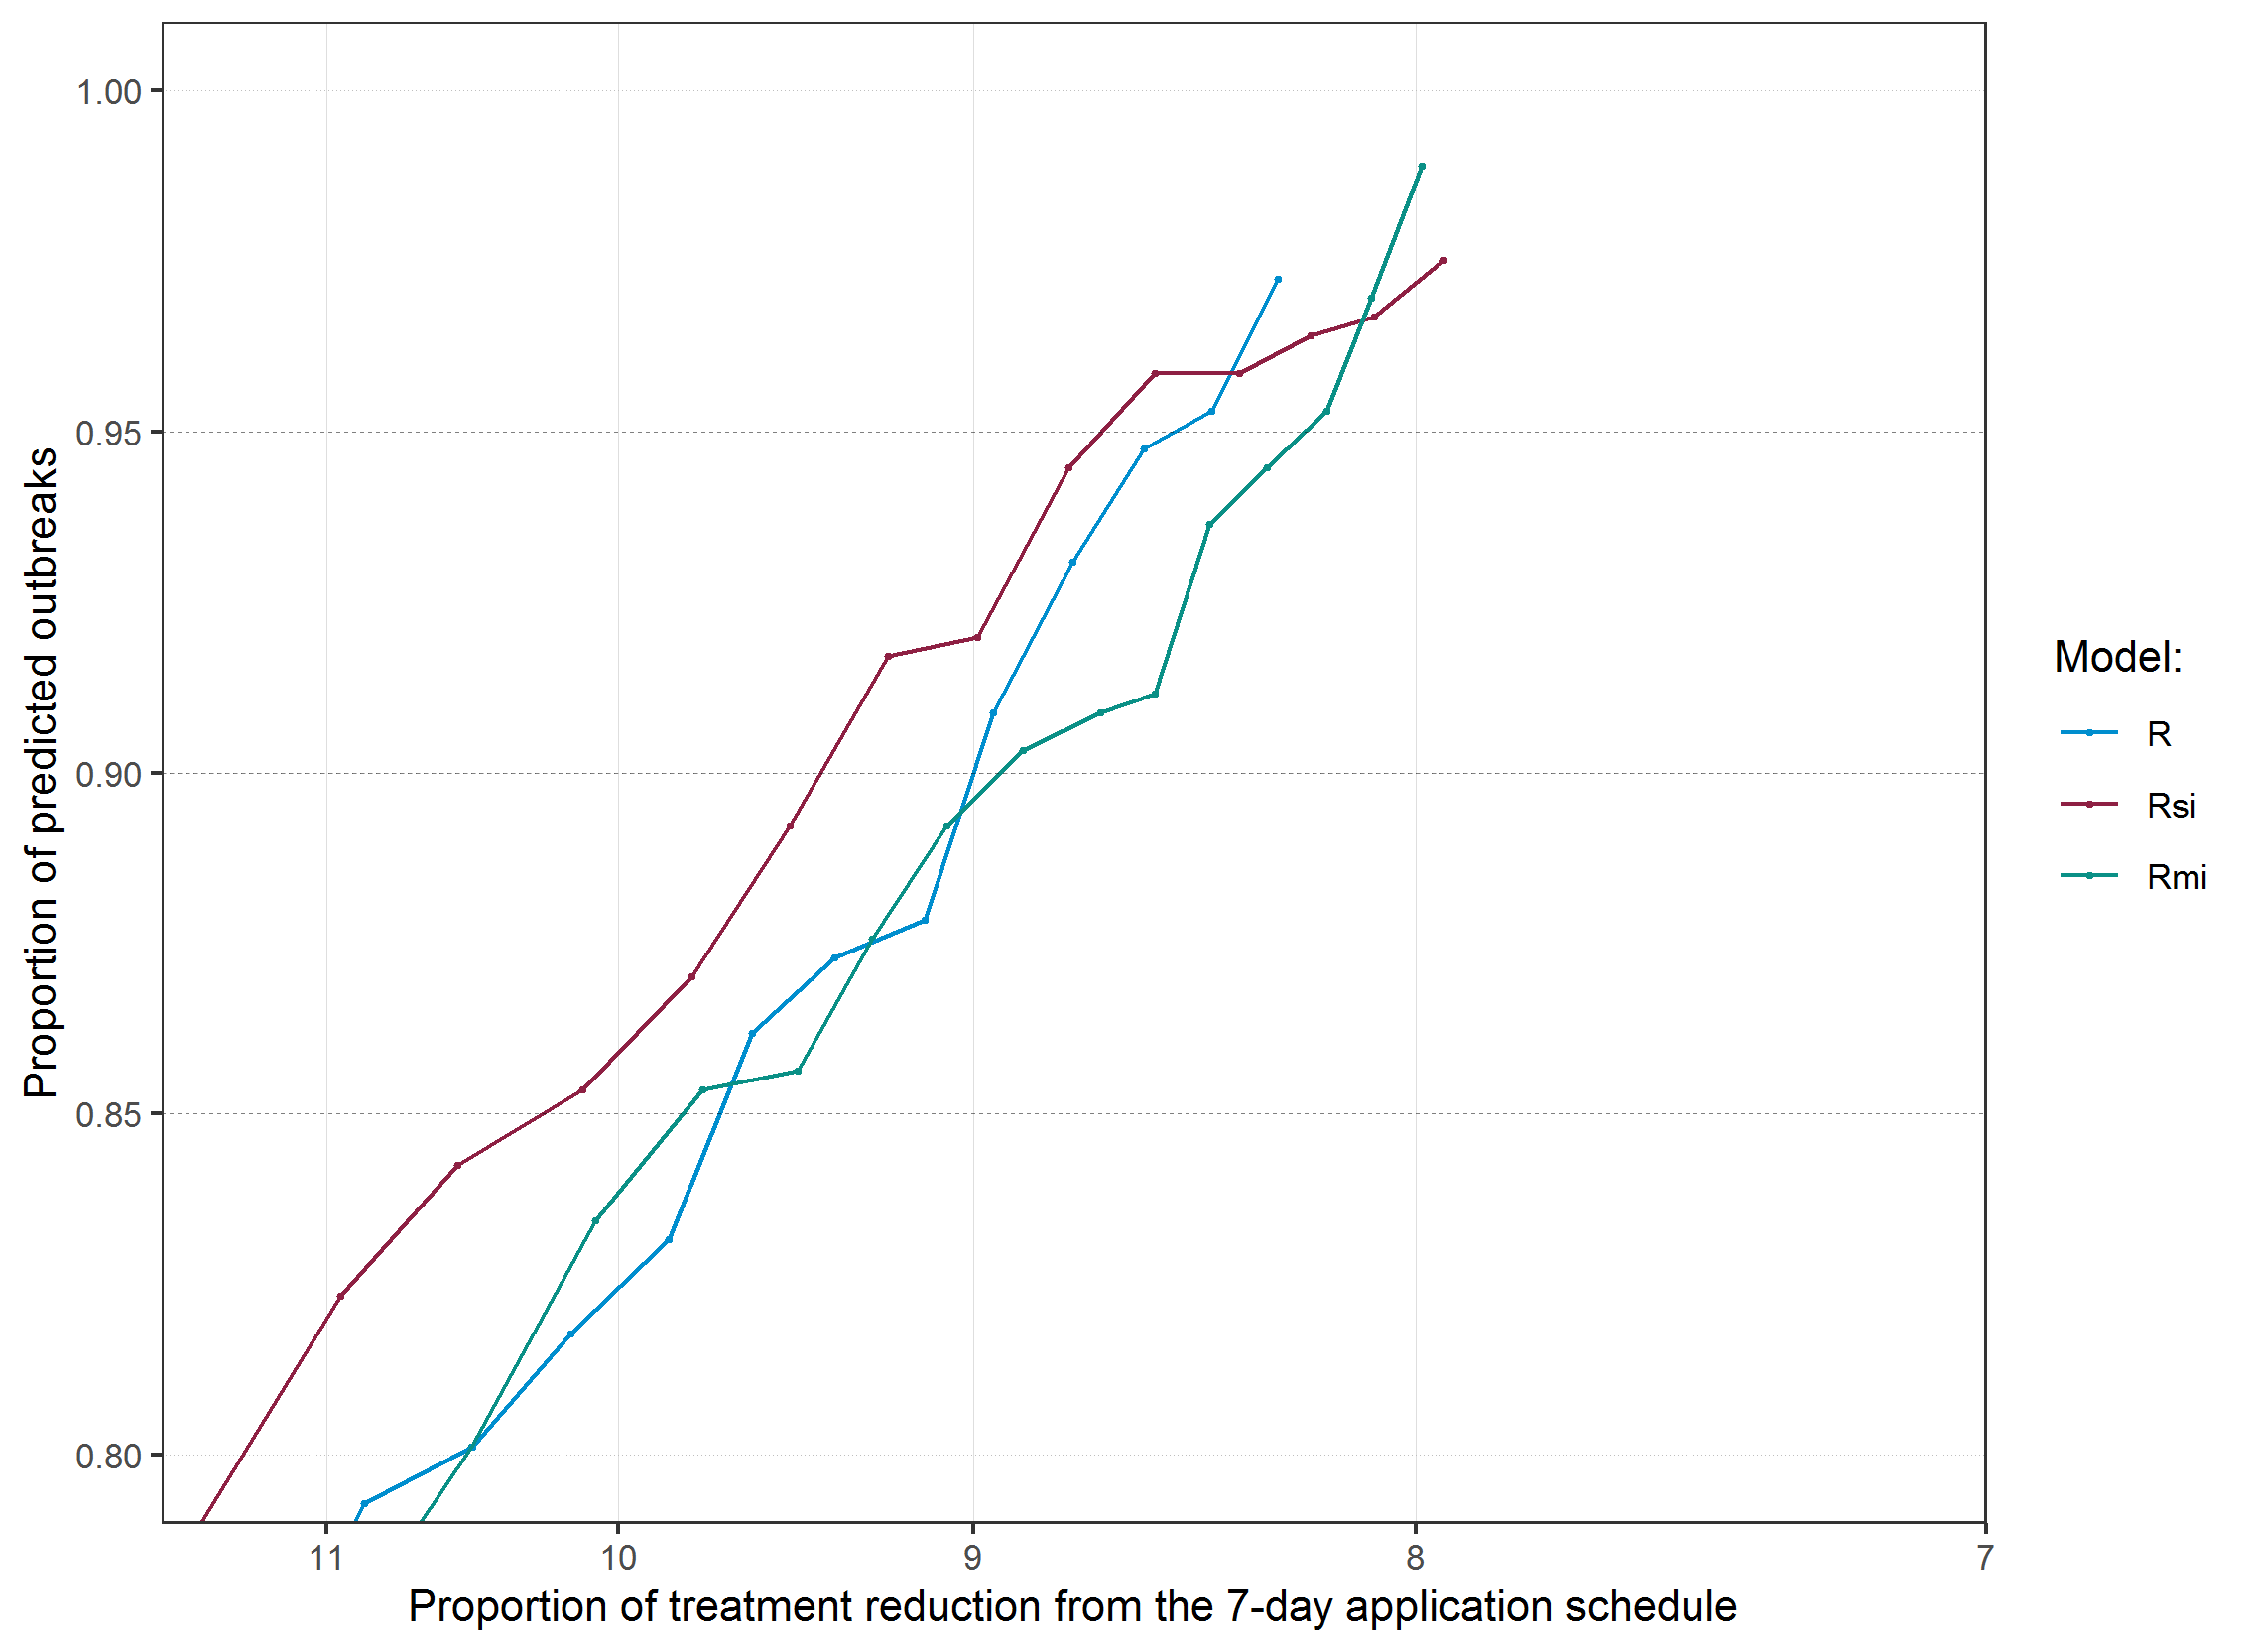 1.00
0.95
0.90
0.85
0.80
Proportion of predicted outbreaks
11 10 9 8 7
Proportion of treatment reduction from the 7-day application schedule
Model:
R
Rsi
Rmi